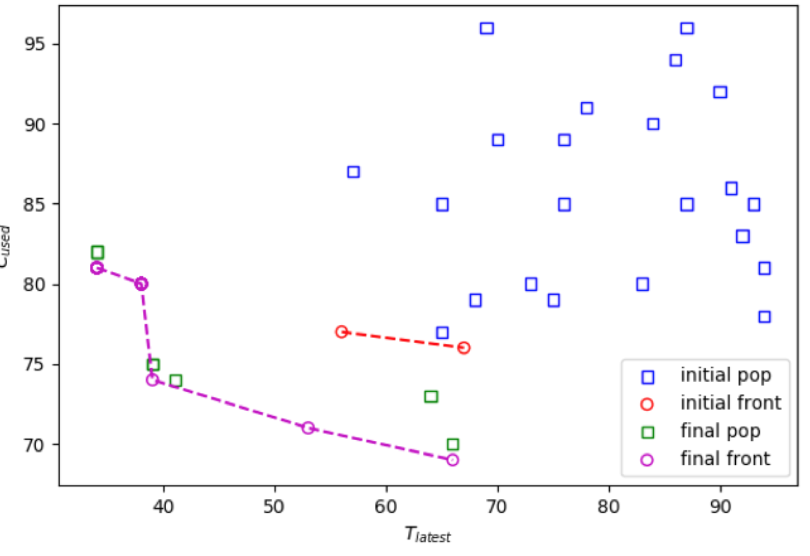 95
90
85
80
75
70
C_used
40
50
60
70
80
90
T_latest
initial pop
initial front
final pop
final front